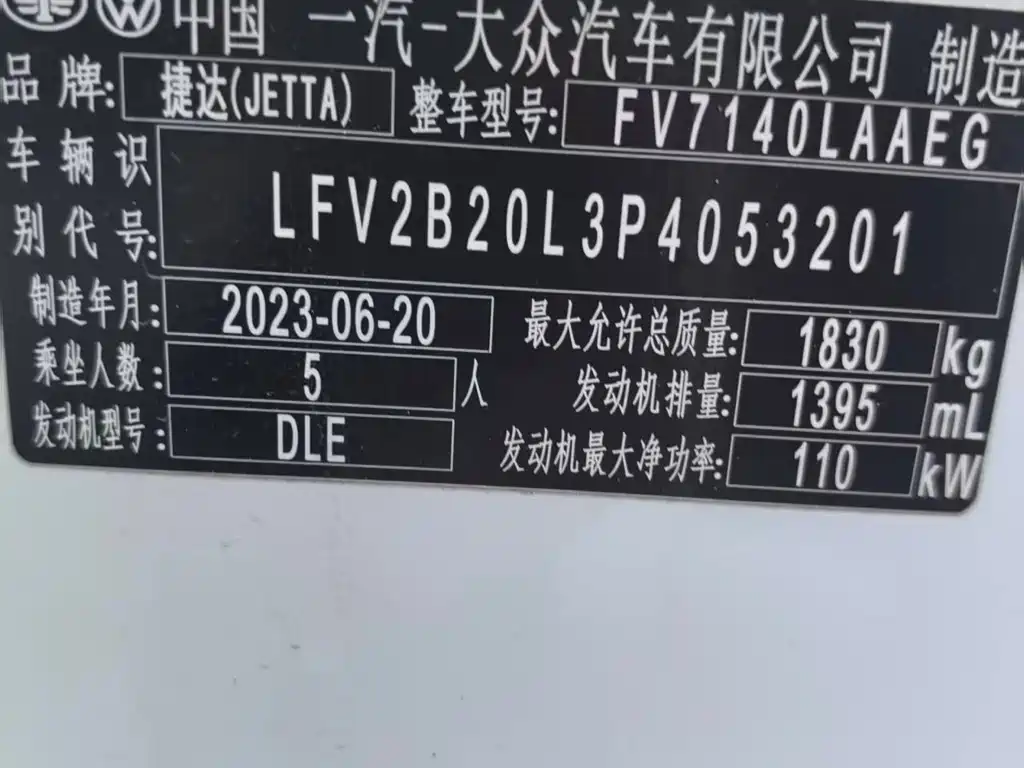 中国 一汽-大众汽车有限公司 制造
品牌: 捷达(JETTA) 整车型号: FV7140LAAEG
车辆识别代号: LFV2B20L3P4053201
制造年月: 2023-06-20 最大允许总质量: 1830 kg
乘坐人数: 5 人 发动机排量: 1395 mL
发动机型号: DLE 发动机最大净功率: 110 kW